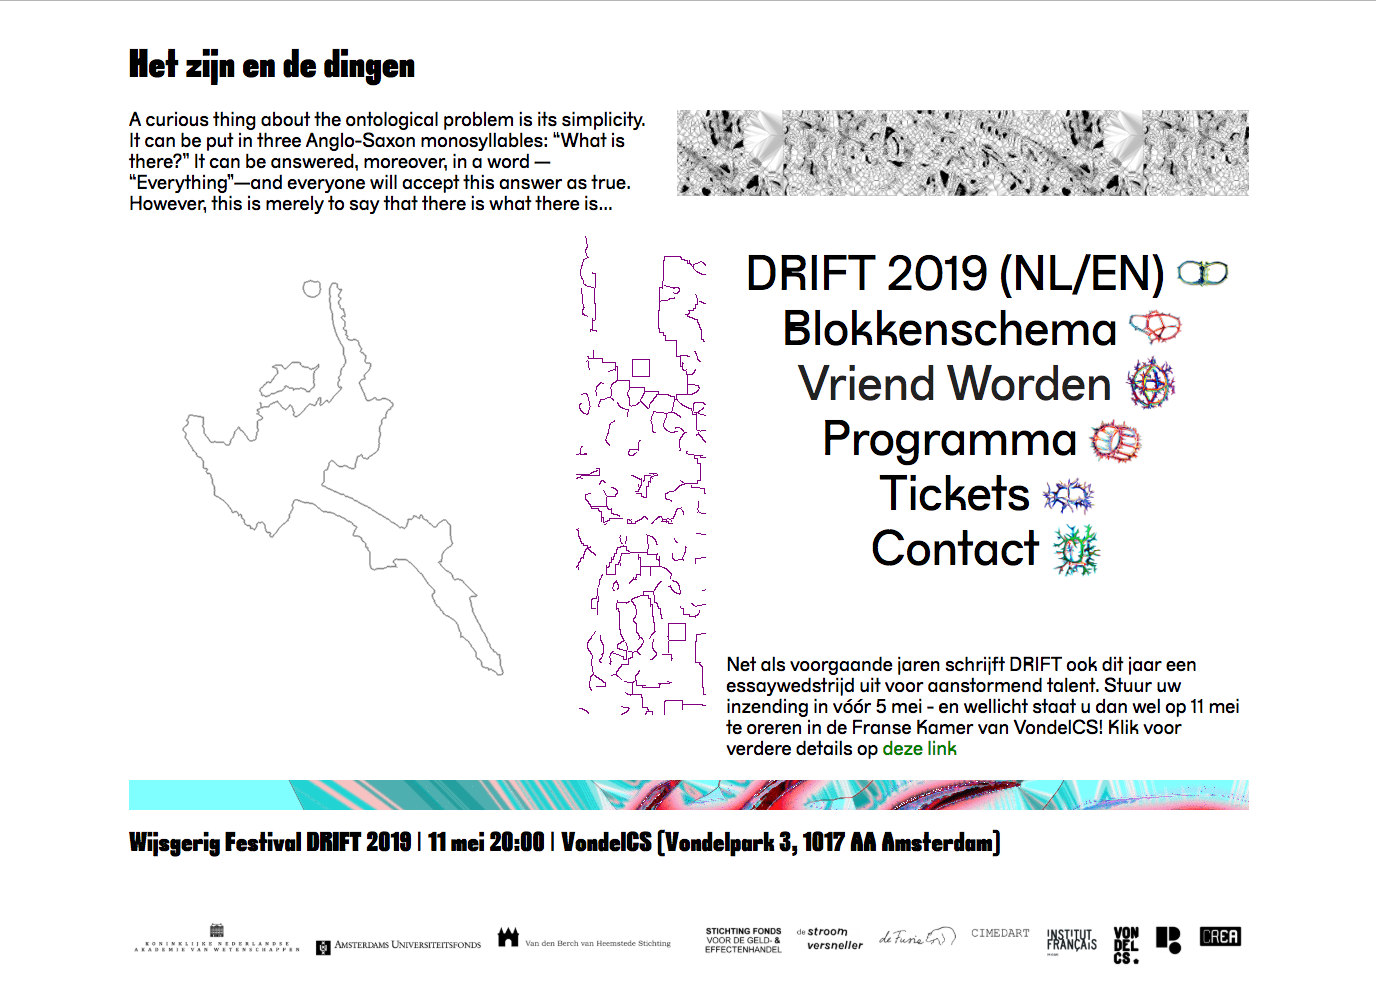 Het zijn en de dingen
A curious thing about the ontological problem is its simplicity.
It can be put in three Anglo-Saxon monosyllables: “What is
there?” It can be answered, moreover, in a word —
“Everything”—and everyone will accept this answer as true.
However, this is merely to say that there is what there is...
DRIFT 2019 (NL/EN)
Blokkenschema
Vriend Worden
Programma
Tickets
Contact
Net als voorgaande jaren schrijft DRIFT ook dit jaar een
essaywedstrijd uit voor aanstormend talent. Stuur uw
inzending in vóór 5 mei - en wellicht staat u dan wel op 11 mei
te oreren in de Franse Kamer van VondelCS! Klik voor
verdere details op deze link
Wijsgerig Festival DRIFT 2019 | 11 mei 20:00 | VondelCS (Vondelpark 3, 1017 AA Amsterdam)
KONINKLIJKE NEDERLANDSE
AKADEMIE VAN WETENSCHAPPEN
AMSTERDAMS UNIVERSITEITSFONDS
Van den Berch van Heemstede Stichting
STICHTING FONDS
VOOR DE GELD- &
EFFECTENHANDEL
de stroom
versneller
de Furie
CIMEDART
INSTITUT
FRANÇAIS
VON
DEL
CS.
CREA